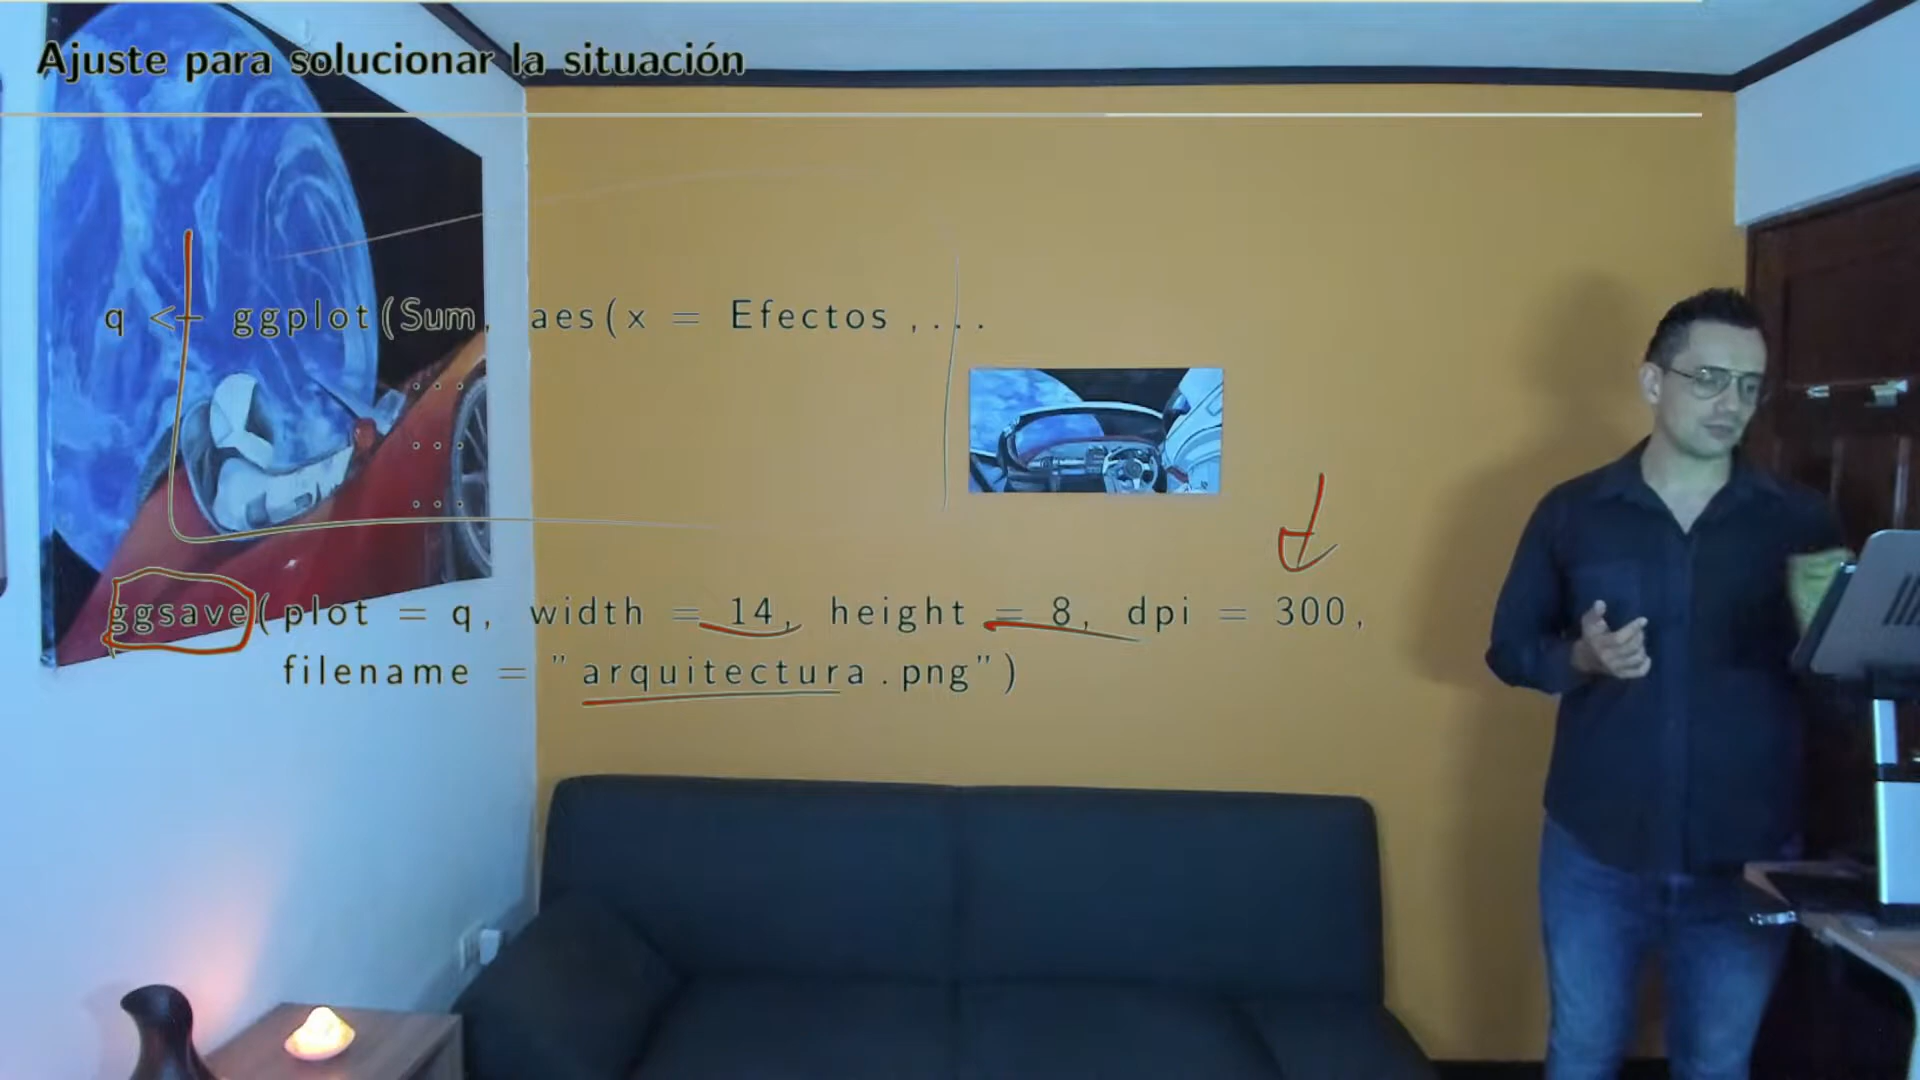 Ajuste para solucionar la situación
q <- ggplot(Sum, aes(x = Efectos ,...
...
...
...
ggsave(plot = q, width = 14, height = 8, dpi = 300,
filename = "arquitectura.png")